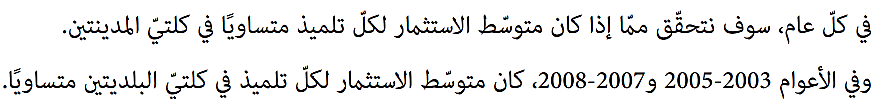 في كلّ عام، سوف نتحقّق ممّا إذا كان متوسّط الاستثمار لكلّ تلميذ متساويًا في كلتيّ المدينتين.
وفي الأعوام 2003-2005 و2007-2008، كان متوسّط الاستثمار لكلّ تلميذ في كلتيّ البلديتين متساويًا.